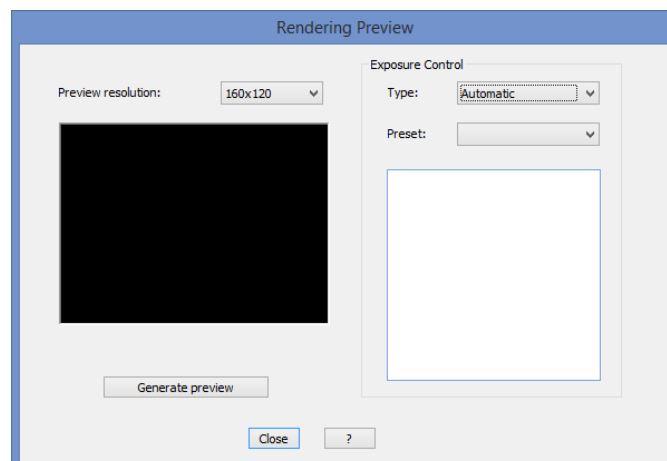 Rendering Preview
Exposure Control
Preview resolution: 160x120
Type: Automatic
Preset:
Generate preview
Close ?